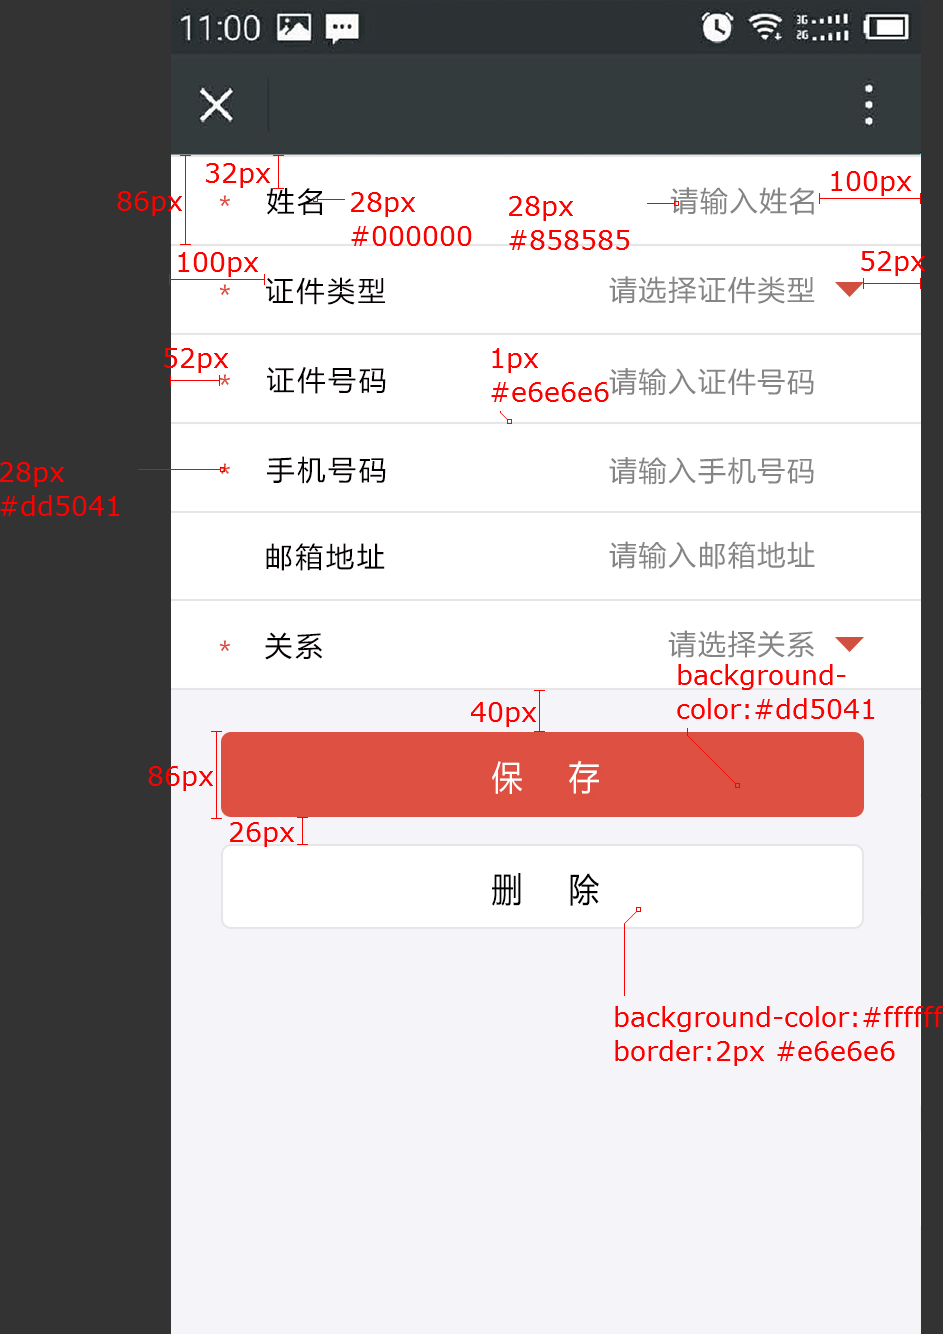 11:00 3G 2G
32px
86px * 姓名 28px #000000 28px #858585 请输入姓名 100px
100px
* 证件类型 请选择证件类型 52px
52px * 证件号码 1px #e6e6e6 请输入证件号码
28px #dd5041 * 手机号码 请输入手机号码
邮箱地址 请输入邮箱地址
* 关系 请选择关系
background-
color:#dd5041
40px
86px 保 存
26px
删 除
background-color:#ffffff
border:2px #e6e6e6